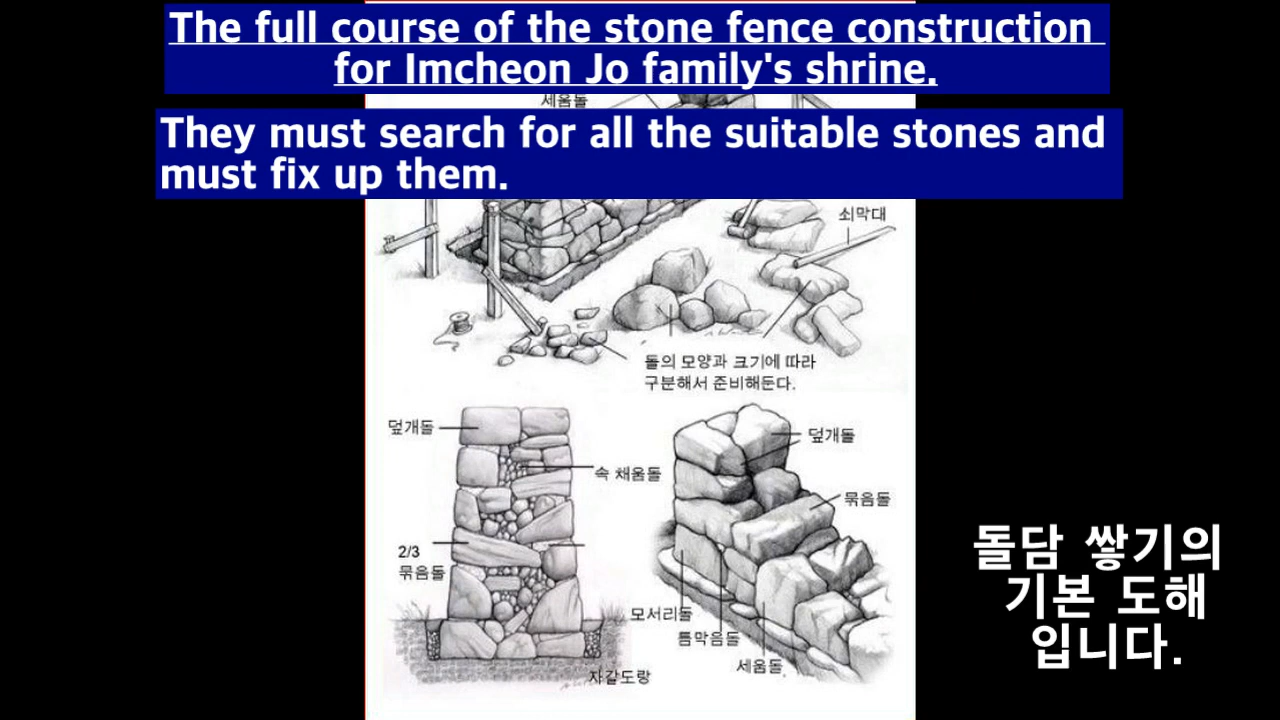 The full course of the stone fence construction
for Imcheon Jo family's shrine.
세움돌
They must search for all the suitable stones and
must fix up them.
쇠막대
돌의 모양과 크기에 따라
구분해서 준비해둔다.
덮개돌
속 채움돌
2/3
묶음돌
자갈도랑
덮개돌
묶음돌
모서리돌
틈막음돌
세움돌
돌담 쌓기의
기본 도해
입니다.